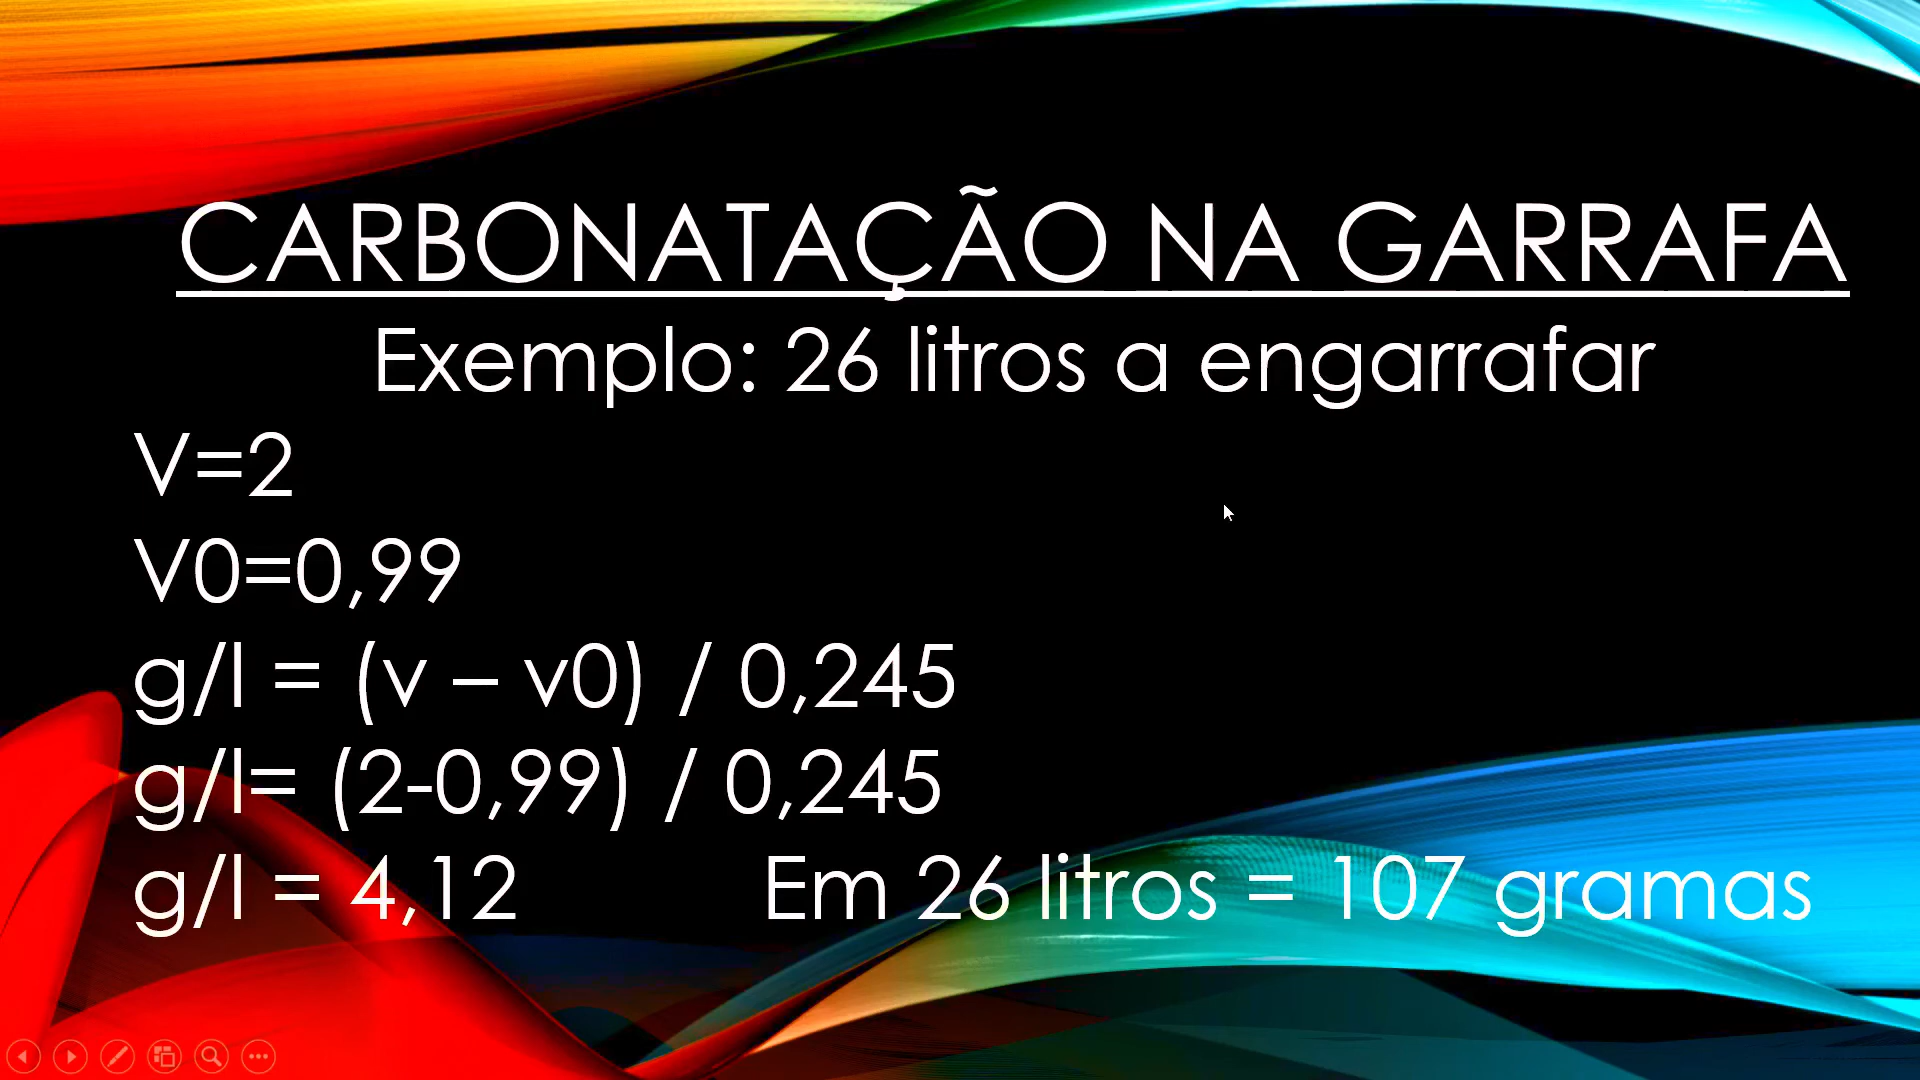 CARBONATAÇÃO NA GARRAFA
Exemplo: 26 litros a engarrafar
V=2
V0=0,99
g/l = (v – v0) / 0,245
g/l= (2-0,99) / 0,245
g/l = 4,12 Em 26 litros = 107 gramas